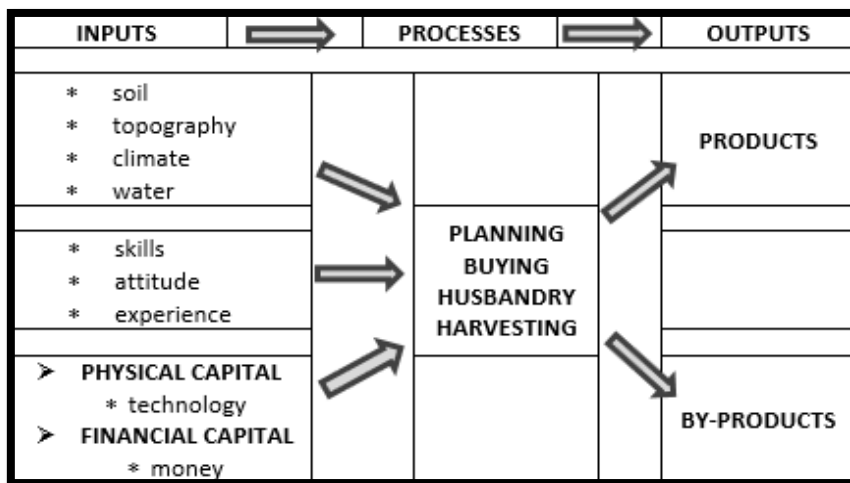 INPUTS PROCESSES OUTPUTS
* soil
* topography
* climate
* water
* skills
* attitude
* experience
➤ PHYSICAL CAPITAL
* technology
➤ FINANCIAL CAPITAL
* money
PLANNING
BUYING
HUSBANDRY
HARVESTING
PRODUCTS
BY-PRODUCTS